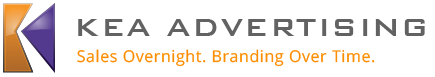 KEA ADVERTISING
Sales Overnight. Branding Over Time.